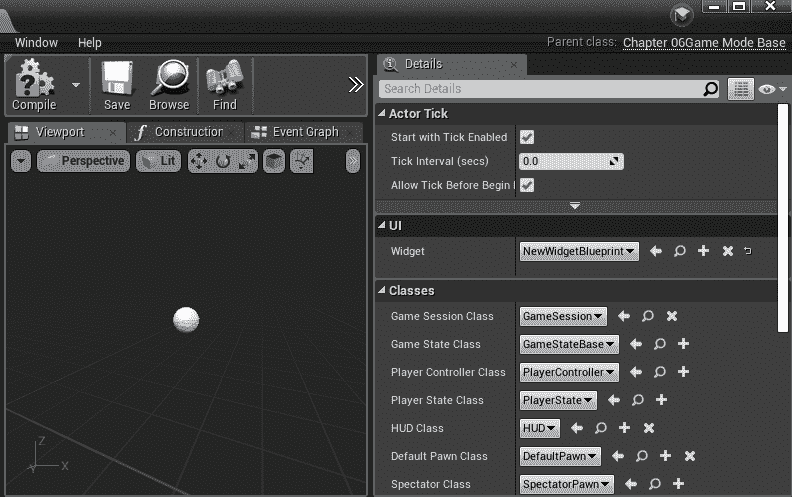 Window Help
Parent class: Chapter 06Game Mode Base
Compile Save Browse Find
Details
Search Details
Viewport Construction Event Graph
Perspective Lit
Actor Tick
Start with Tick Enabled
Tick Interval (secs) 0.0
Allow Tick Before Begin
UI
Widget NewWidgetBlueprint
Classes
Game Session Class GameSession
Game State Class GameStateBase
Player Controller Class PlayerController
Player State Class PlayerState
HUD Class HUD
Default Pawn Class DefaultPawn
Spectator Class SpectatorPawn
Z
Y X